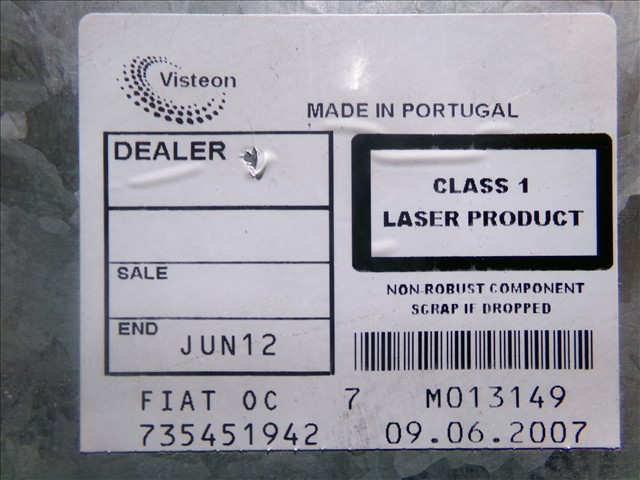 Visteon
MADE IN PORTUGAL
DEALER
CLASS 1
LASER PRODUCT
SALE
NON-ROBUST COMPONENT
SCRAP IF DROPPED
END
JUN12
FIAT OC 7 M013149
735451942 09.06.2007